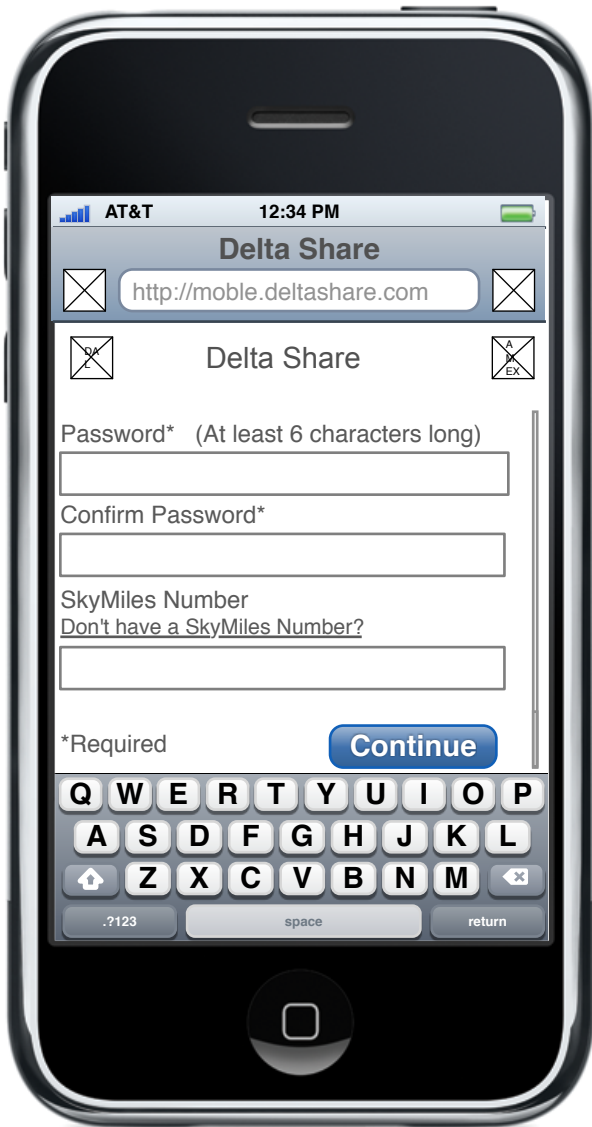 AT&T 12:34 PM
Delta Share
http://moble.deltashare.com
DA
L
Delta Share
A
M
EX
Password* (At least 6 characters long)
Confirm Password*
SkyMiles Number
Don't have a SkyMiles Number?
*Required Continue
Q W E R T Y U I O P
A S D F G H J K L
Z X C V B N M
.?123 space return